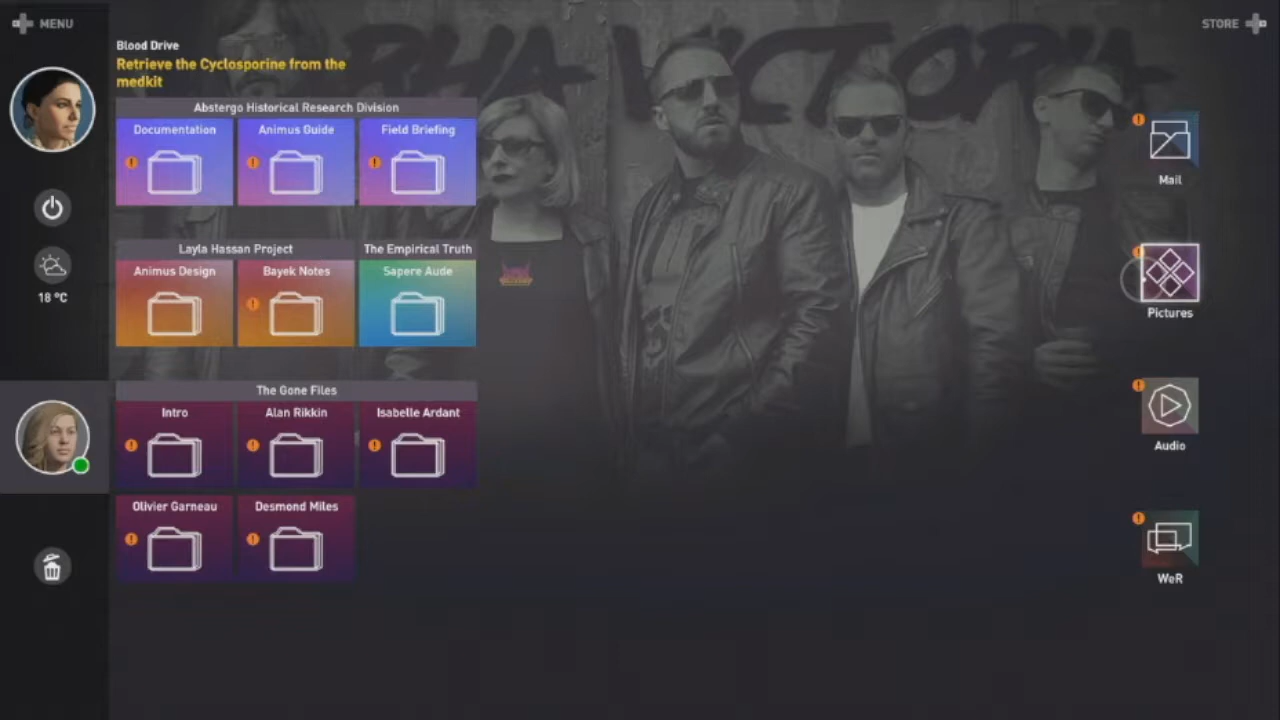 MENU
STORE
Blood Drive
Retrieve the Cyclosporine from the
medkit
Abstergo Historical Research Division
Documentation
Animus Guide
Field Briefing
Layla Hassan Project
The Empirical Truth
Animus Design
Bayek Notes
Sapere Aude
The Gone Files
Intro
Alan Rikkin
Isabelle Ardant
Olivier Garneau
Desmond Miles
18 °C
Mail
Pictures
Audio
WeR